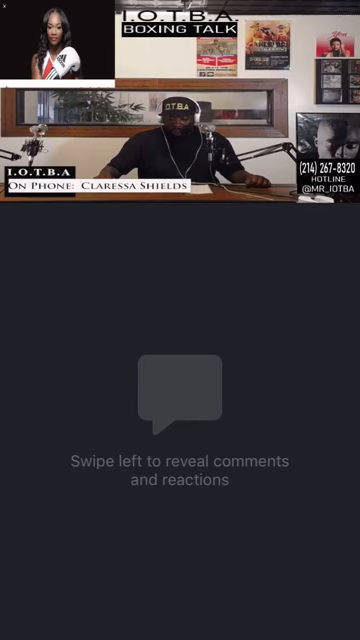 x
I.O.T.B.A.
BOXING TALK
I.O.T.B.A
I.O.T.B.A
On Phone: Claressa Shields
(214) 267-8320
HOTLINE
@MR_IOTBA
Swipe left to reveal comments
and reactions